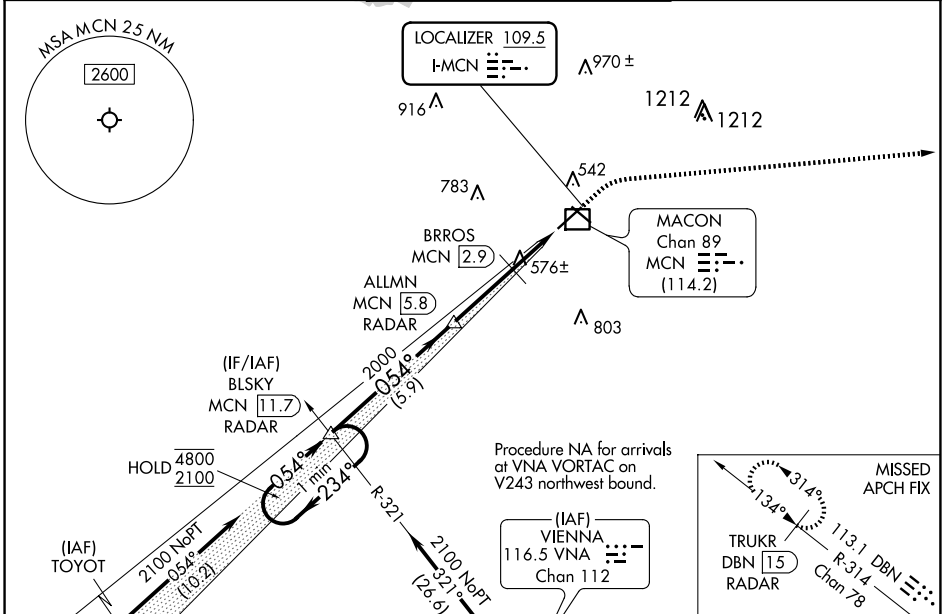 MSA MCN 25 NM
2600
LOCALIZER 109.5
I-MCN
970 ±
916
1212
1212
542
783
MACON
Chan 89
MCN
(114.2)
BRROS
MCN 2.9
576±
ALLMN
MCN 5.8
RADAR
803
2000
054°
(5.9)
(IF/IAF)
BLSKY
MCN 11.7
RADAR
HOLD 4800
2100
054°
1 min
234°
R-321
Procedure NA for arrivals
at VNA VORTAC on
V243 northwest bound.
(IAF)
VIENNA
116.5 VNA
Chan 112
2100 NoPT
321°
(26.6)
(IAF)
TOYOT
2100 NoPT
054°
(10.2)
MISSED
APCH FIX
314°
134°
TRUKR
DBN 15
RADAR
113.1 DBN
R-314
Chan 78